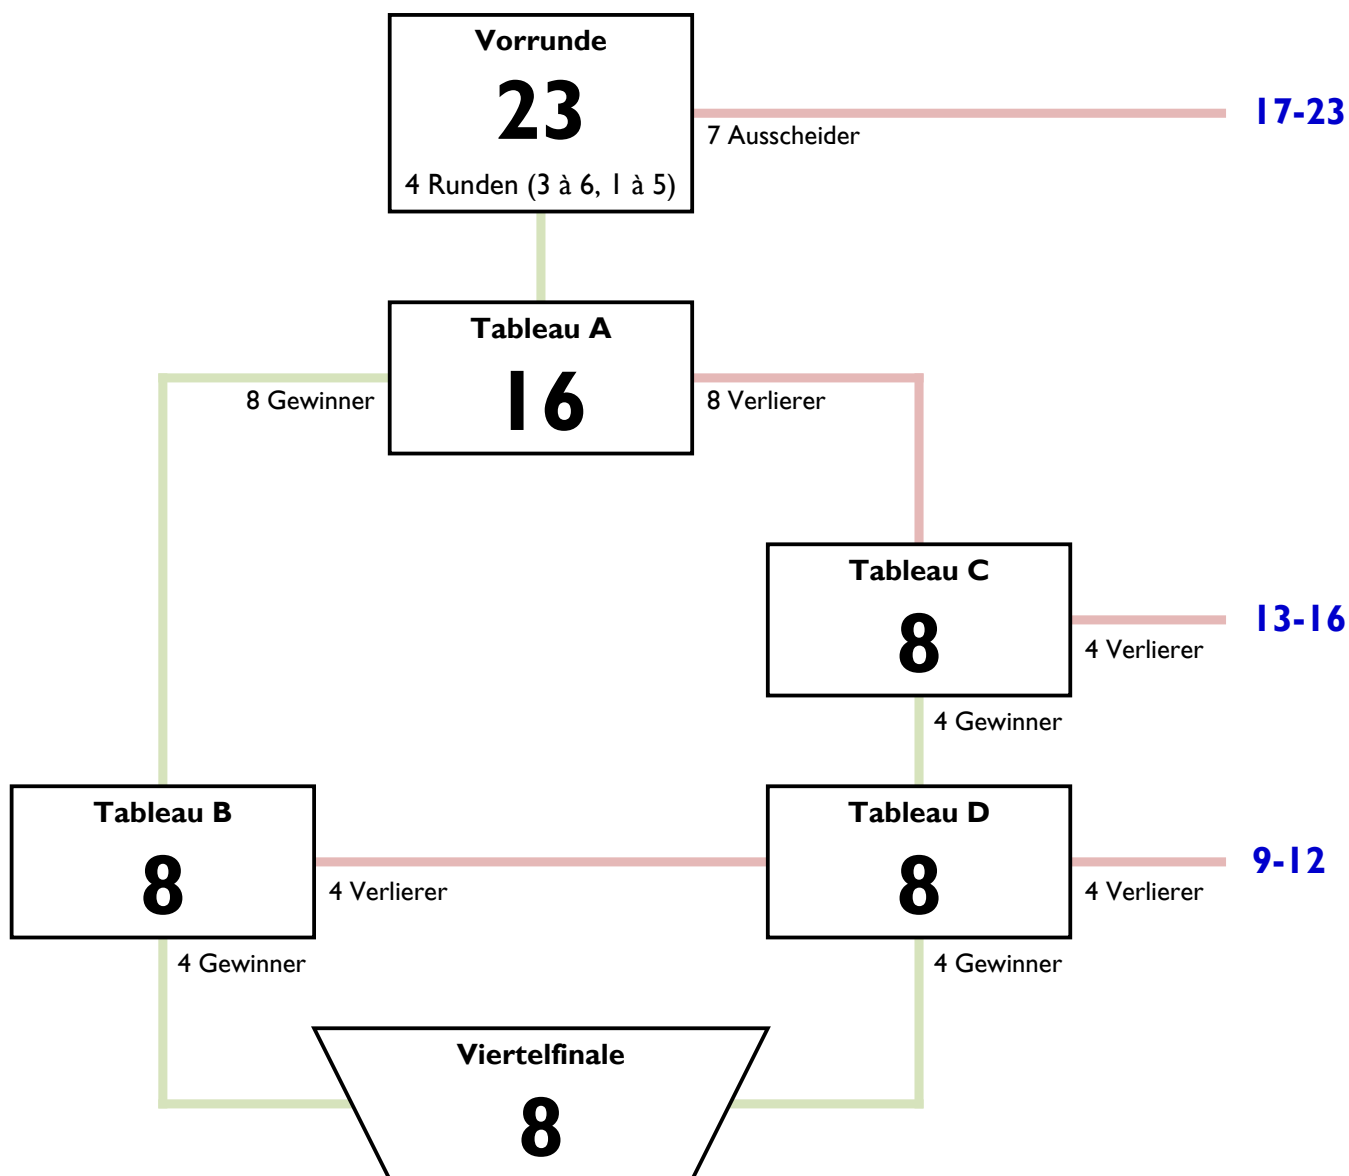 Vorrunde
23
4 Runden (3 à 6, 1 à 5)
7 Ausscheider
17-23
Tableau A
16
8 Gewinner
8 Verlierer
Tableau C
8
4 Verlierer
13-16
4 Gewinner
Tableau B
8
4 Verlierer
4 Gewinner
Tableau D
8
4 Verlierer
9-12
4 Gewinner
Viertelfinale
8